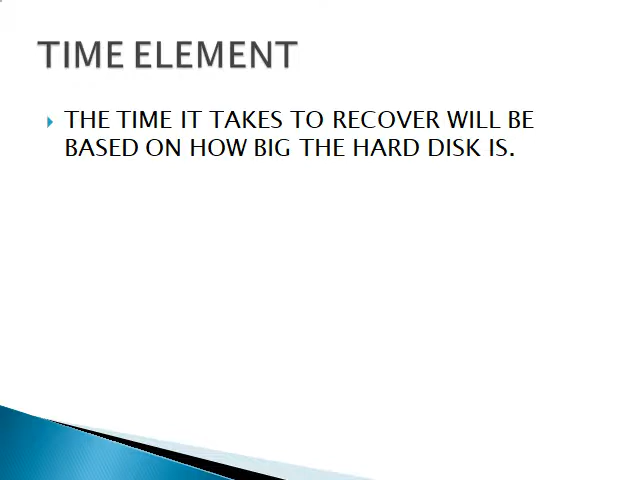 TIME ELEMENT
THE TIME IT TAKES TO RECOVER WILL BE
BASED ON HOW BIG THE HARD DISK IS.